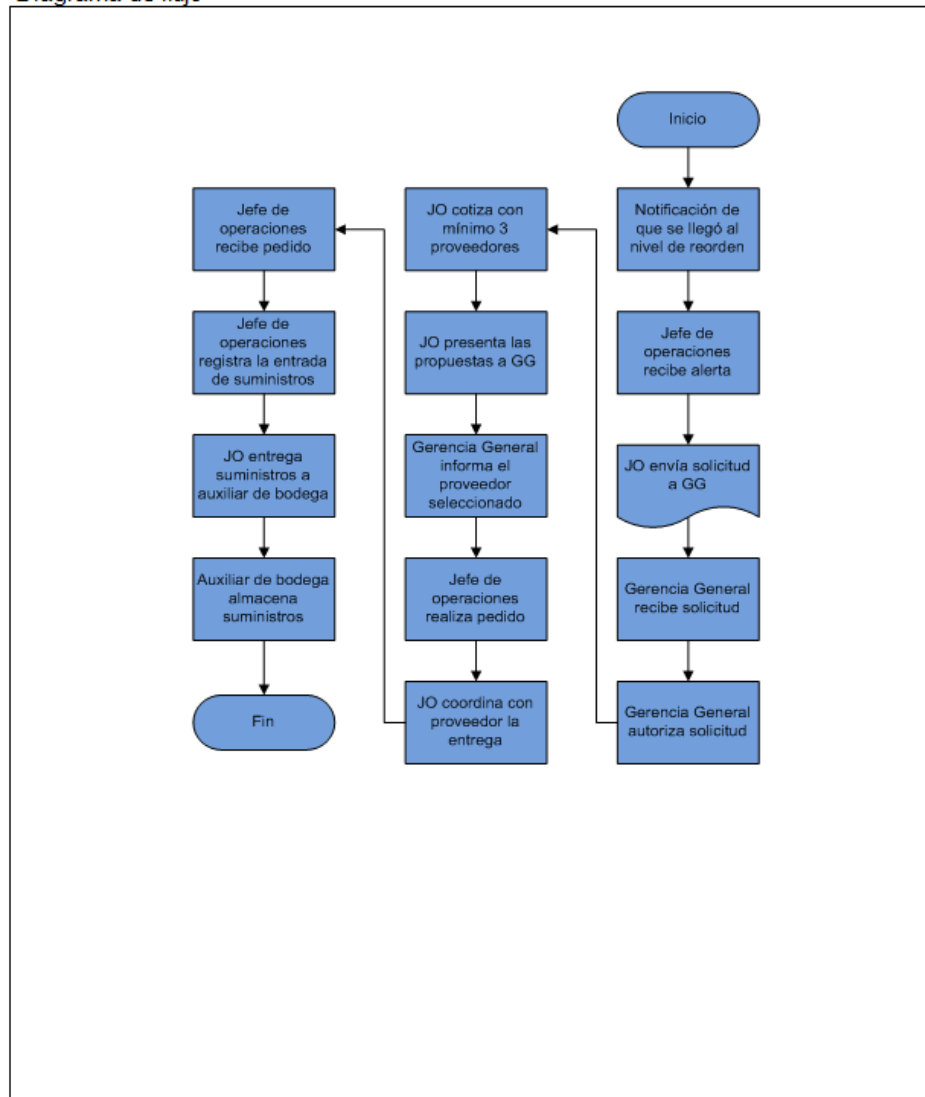 Diagrama de flujo
Inicio
Notificación de
que se llegó al
nivel de reorden
Jefe de
operaciones
recibe alerta
JO envía solicitud
a GG
Gerencia General
recibe solicitud
Gerencia General
autoriza solicitud
JO cotiza con
mínimo 3
proveedores
JO presenta las
propuestas a GG
Gerencia General
informa el
proveedor
seleccionado
Jefe de
operaciones
realiza pedido
JO coordina con
proveedor la
entrega
Jefe de
operaciones
recibe pedido
Jefe de
operaciones
registra la entrada
de suministros
JO entrega
suministros a
auxiliar de bodega
Auxiliar de bodega
almacena
suministros
Fin